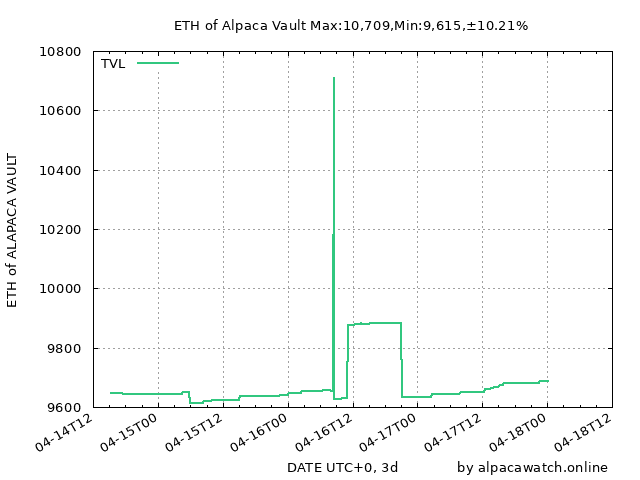 ETH of Alpaca Vault Max:10,709,Min:9,615,±10.21%
TVL
ETH of ALAPACA VAULT
10800
10600
10400
10200
10000
9800
9600
04-14T12
04-15T00
04-15T12
04-16T00
04-16T12
04-17T00
04-17T12
04-18T00
04-18T12
DATE UTC+0, 3d
by alpacawatch.online